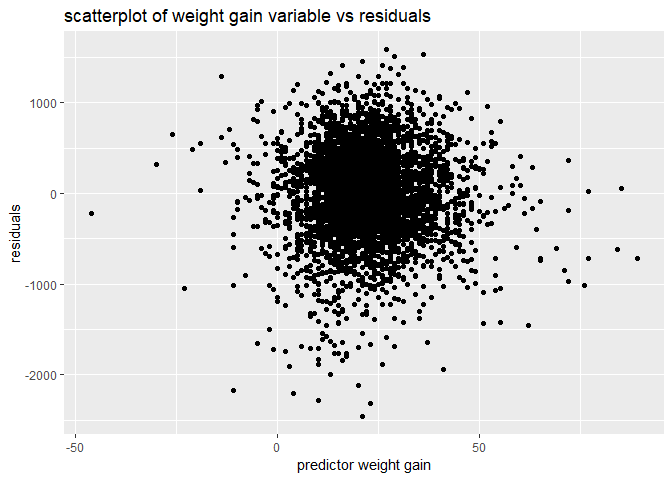 scatterplot of weight gain variable vs residuals
residuals
1000
0
-1000
-2000
-50
0
50
predictor weight gain